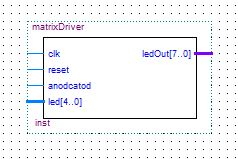 matrixDriver
clk
ledOut[7..0]
reset
anodcatod
led[4..0]
inst